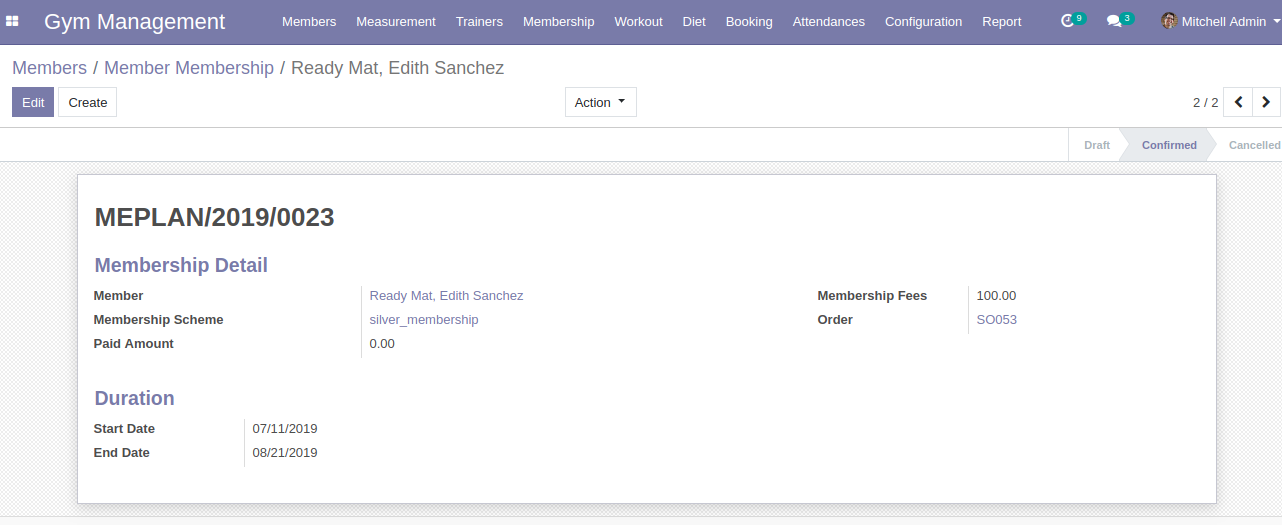 Gym Management Members Measurement Trainers Membership Workout Diet Booking Attendances Configuration Report 9 3 Mitchell Admin
Members / Member Membership / Ready Mat, Edith Sanchez
Edit Create Action 2 / 2
Draft Confirmed Cancelled
MEPLAN/2019/0023
Membership Detail
Member Ready Mat, Edith Sanchez Membership Fees 100.00
Membership Scheme silver_membership Order SO053
Paid Amount 0.00
Duration
Start Date 07/11/2019
End Date 08/21/2019